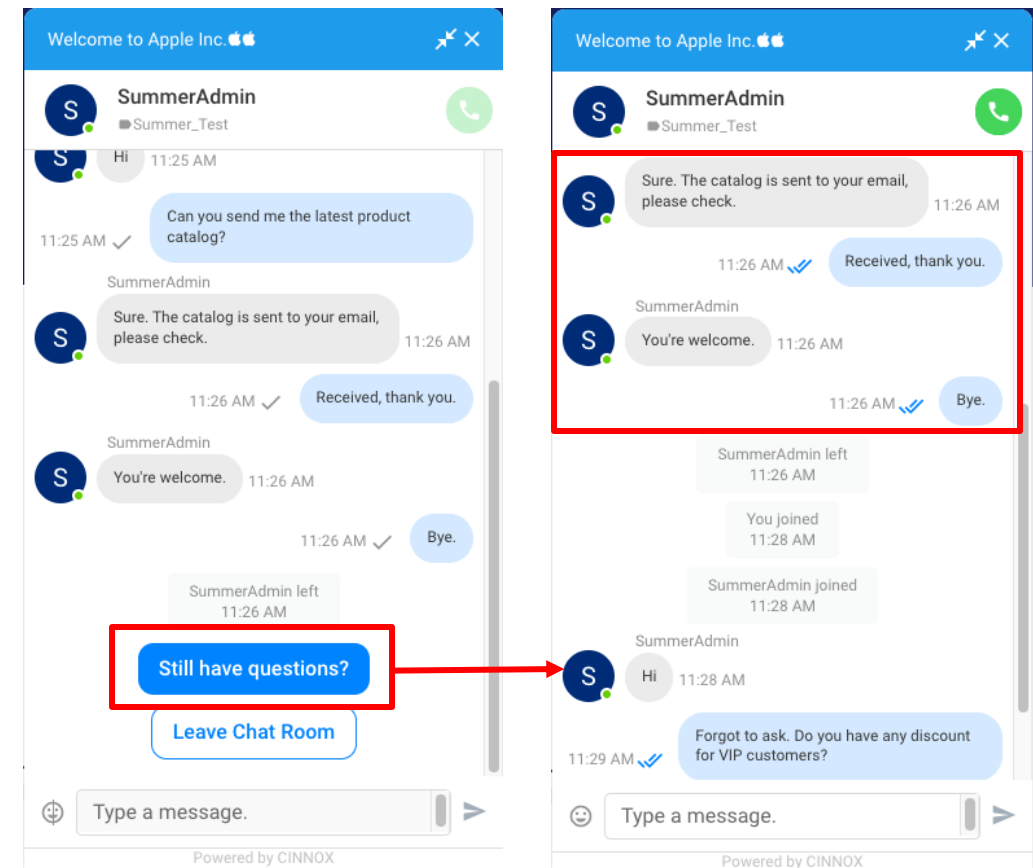 Welcome to Apple Inc.
S
SummerAdmin
Summer_Test
S
Hi
11:25 AM
Can you send me the latest product
catalog?
11:25 AM
SummerAdmin
S
Sure. The catalog is sent to your email,
please check.
11:26 AM
11:26 AM
Received, thank you.
SummerAdmin
S
You're welcome.
11:26 AM
11:26 AM
Bye.
SummerAdmin left
11:26 AM
Still have questions?
Leave Chat Room
Type a message.
Powered by CINNOX
Welcome to Apple Inc.
S
SummerAdmin
Summer_Test
S
Sure. The catalog is sent to your email,
please check.
11:26 AM
11:26 AM
Received, thank you.
SummerAdmin
S
You're welcome.
11:26 AM
11:26 AM
Bye.
SummerAdmin left
11:26 AM
You joined
11:28 AM
SummerAdmin joined
11:28 AM
SummerAdmin
S
Hi
11:28 AM
Forgot to ask. Do you have any discount
for VIP customers?
11:29 AM
Type a message.
Powered by CINNOX